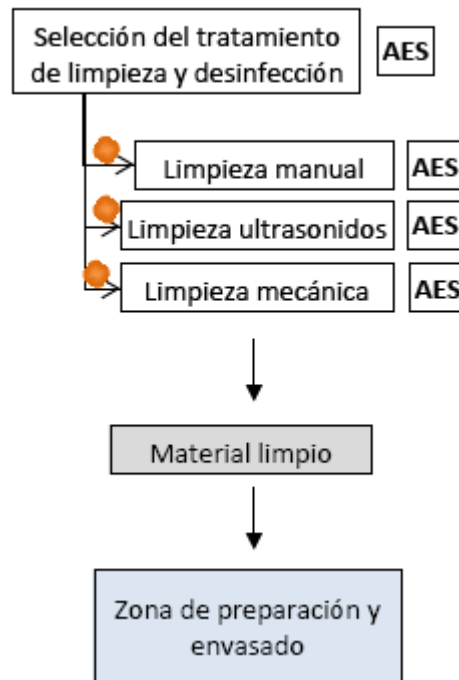 Selección del tratamiento
de limpieza y desinfección
AES
Limpieza manual
AES
Limpieza ultrasonidos
AES
Limpieza mecánica
AES
Material limpio
Zona de preparación y
envasado